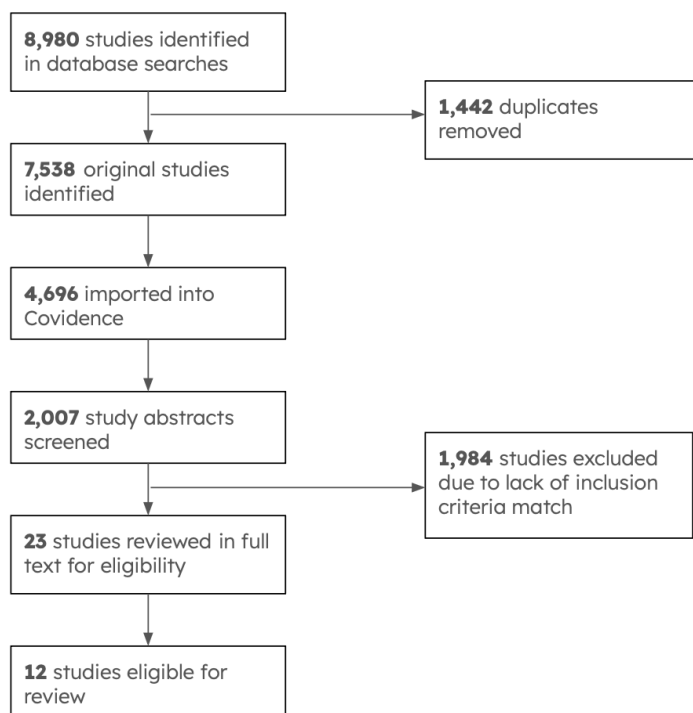 8,980 studies identified
in database searches
1,442 duplicates
removed
7,538 original studies
identified
4,696 imported into
Covidence
2,007 study abstracts
screened
1,984 studies excluded
due to lack of inclusion
criteria match
23 studies reviewed in full
text for eligibility
12 studies eligible for
review